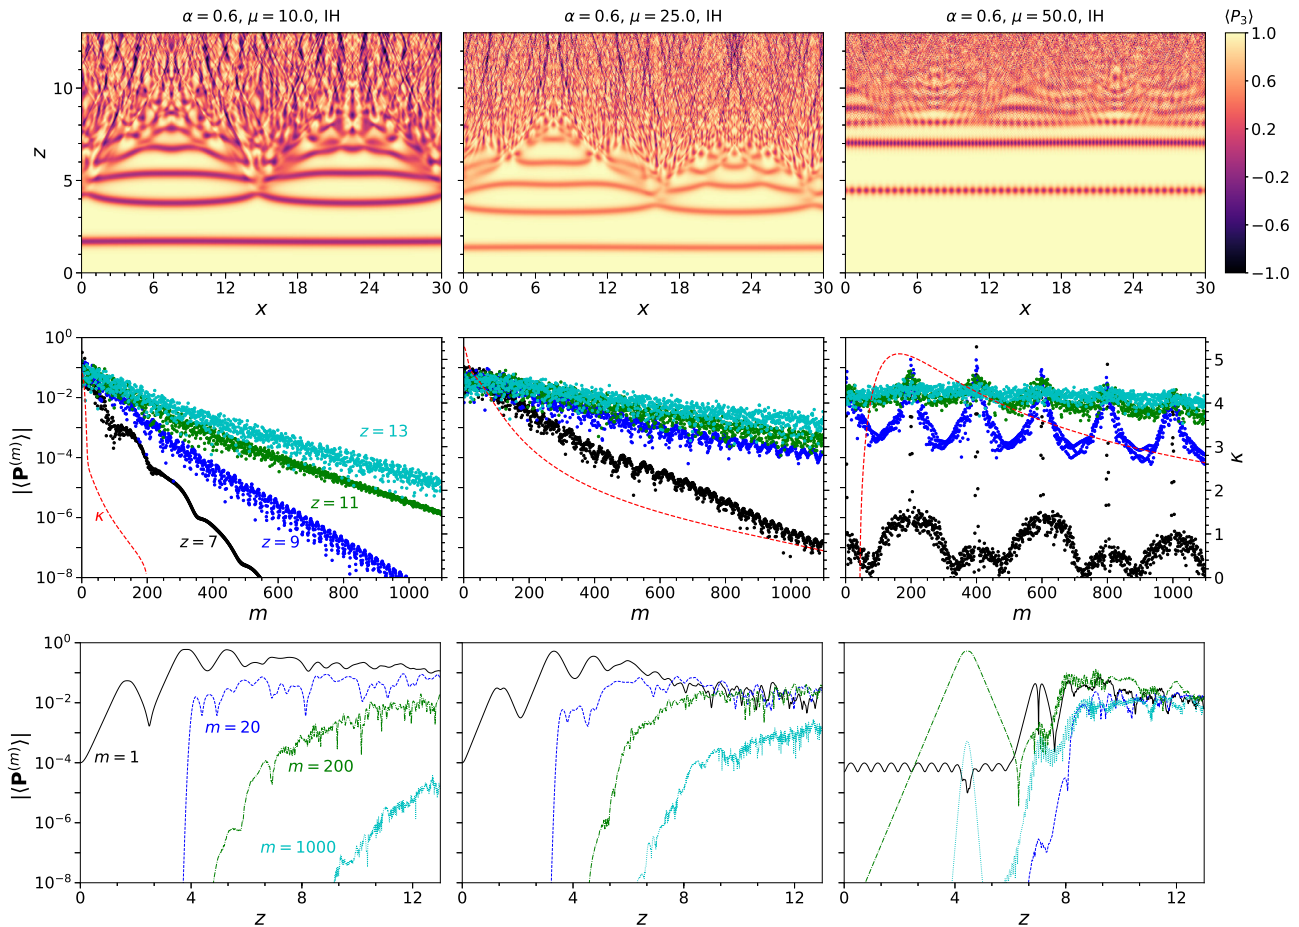 α = 0.6, μ = 10.0, IH
α = 0.6, μ = 25.0, IH
α = 0.6, μ = 50.0, IH
⟨P₃⟩
10
5
0
z
0 6 12 18 24 30
x
0 6 12 18 24 30
x
0 6 12 18 24 30
x
1.0
0.6
0.2
−0.2
−0.6
−1.0
|⟨P⁽ᵐ⁾⟩|
10⁰
10⁻²
10⁻⁴
10⁻⁶
10⁻⁸
z = 13
z = 11
κ
z = 7
z = 9
0 200 400 600 800 1000
m
0 200 400 600 800 1000
m
0 200 400 600 800 1000
m
5
4
3
2
1
0
κ
|⟨P⁽ᵐ⁾⟩|
10⁰
10⁻²
10⁻⁴
10⁻⁶
10⁻⁸
m = 1
m = 20
m = 200
m = 1000
0 4 8 12
z
0 4 8 12
z
0 4 8 12
z